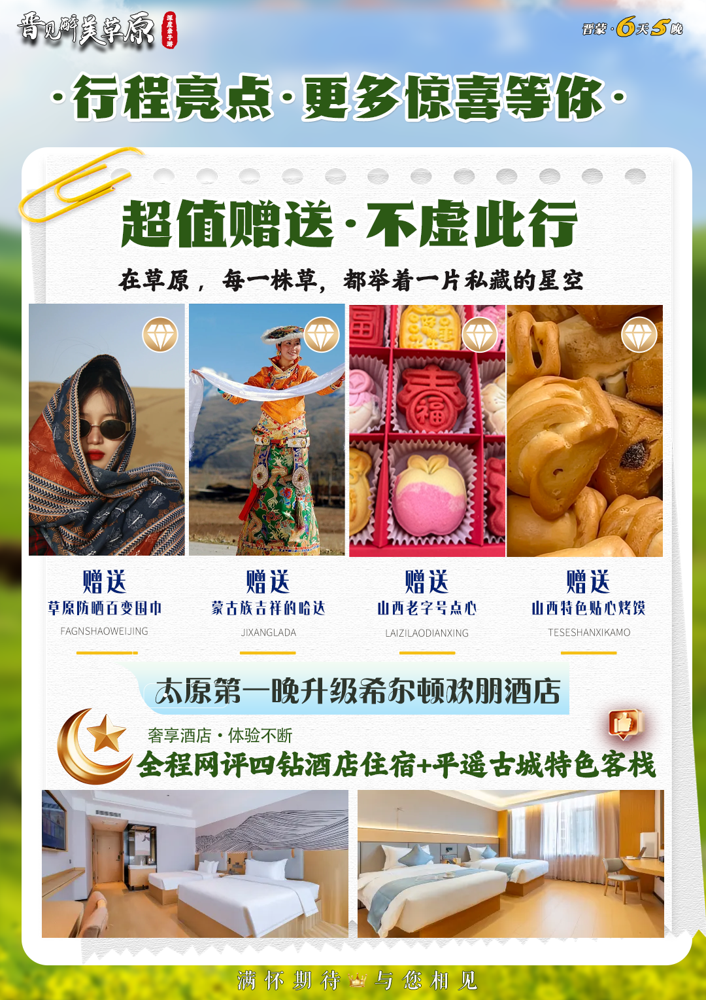 晋见醉美草原
深度亲子游
晋蒙·6天5晚
·行程亮点·更多惊喜等你·
超值赠送·不虚此行
在草原，每一株草，都举着一片私藏的星空
福
喜
福
赠送
草原防晒百变围巾
FAGNSHAOWEIJING
赠送
蒙古族吉祥的哈达
JIXANGLADA
赠送
山西老字号点心
LAIZILAODIANXING
赠送
山西特色贴心烤馍
TESESHANXIKAMO
太原第一晚升级希尔顿欢朋酒店
奢享酒店·体验不断
全程网评四钻酒店住宿+平遥古城特色客栈
满怀期待 与您相见